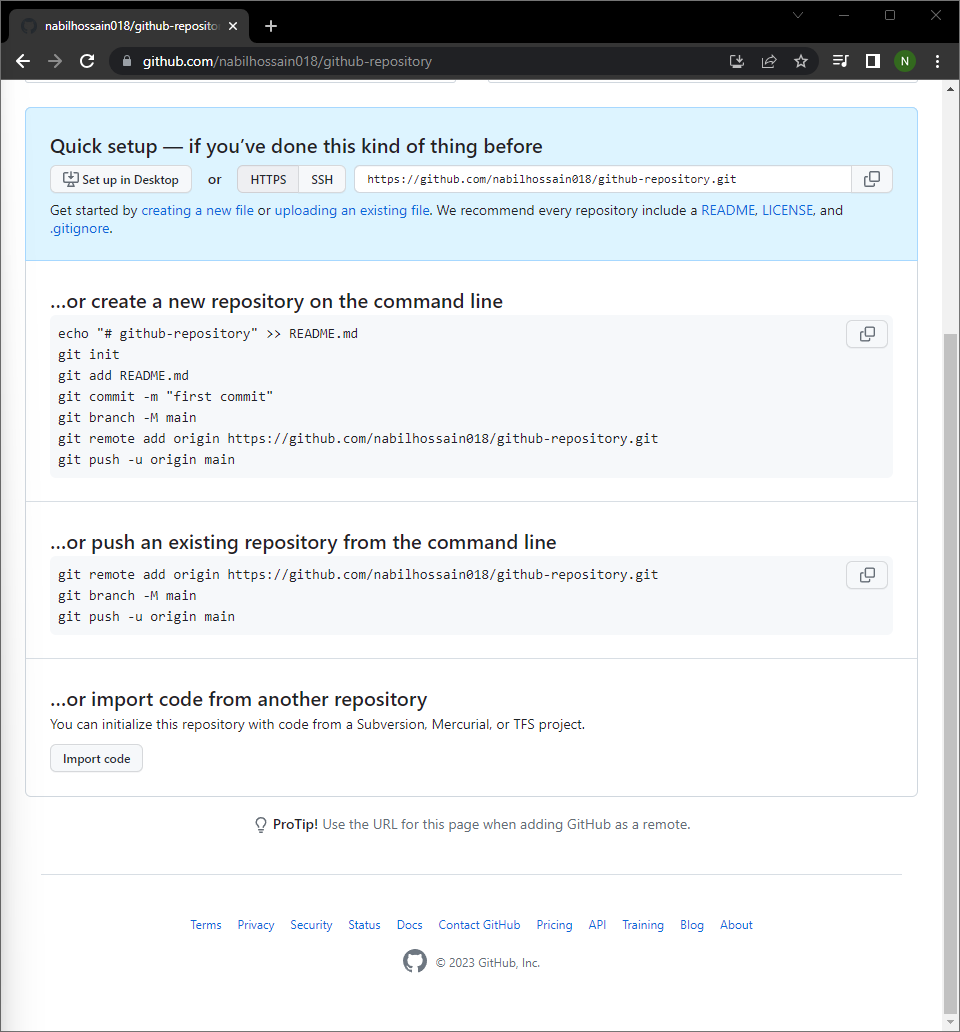 nabilhossain018/github-reposito
github.com/nabilhossain018/github-repository
N
Quick setup — if you’ve done this kind of thing before
Set up in Desktop or HTTPS SSH https://github.com/nabilhossain018/github-repository.git
Get started by creating a new file or uploading an existing file. We recommend every repository include a README, LICENSE, and
.gitignore.
…or create a new repository on the command line
echo "# github-repository" >> README.md
git init
git add README.md
git commit -m "first commit"
git branch -M main
git remote add origin https://github.com/nabilhossain018/github-repository.git
git push -u origin main
…or push an existing repository from the command line
git remote add origin https://github.com/nabilhossain018/github-repository.git
git branch -M main
git push -u origin main
…or import code from another repository
You can initialize this repository with code from a Subversion, Mercurial, or TFS project.
Import code
ProTip! Use the URL for this page when adding GitHub as a remote.
Terms Privacy Security Status Docs Contact GitHub Pricing API Training Blog About
© 2023 GitHub, Inc.